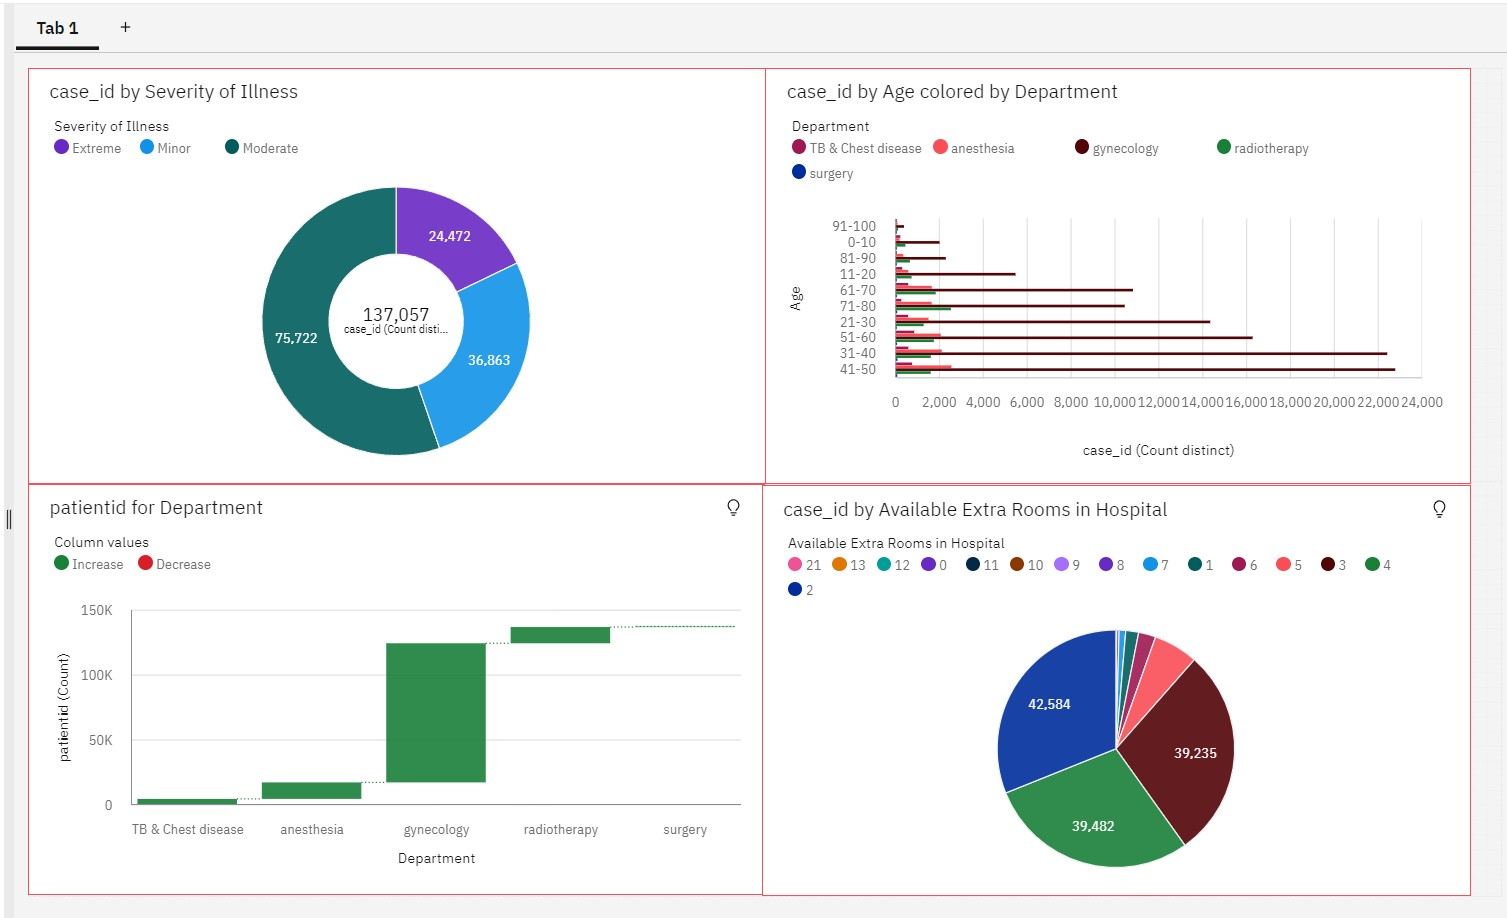 Tab 1 +
case_id by Severity of Illness
Severity of Illness
Extreme Minor Moderate
24,472
137,057
case_id (Count disti...
75,722
36,863
case_id by Age colored by Department
Department
TB & Chest disease anesthesia gynecology radiotherapy
surgery
Age
91-100
0-10
81-90
11-20
61-70
71-80
21-30
51-60
31-40
41-50
0 2,000 4,000 6,000 8,000 10,000 12,000 14,000 16,000 18,000 20,000 22,000 24,000
case_id (Count distinct)
patientid for Department
Column values
Increase Decrease
patientid (Count)
150K
100K
50K
0
TB & Chest disease anesthesia gynecology radiotherapy surgery
Department
case_id by Available Extra Rooms in Hospital
Available Extra Rooms in Hospital
21 13 12 0 11 10 9 8 7 1 6 5 3 4
2
42,584
39,235
39,482